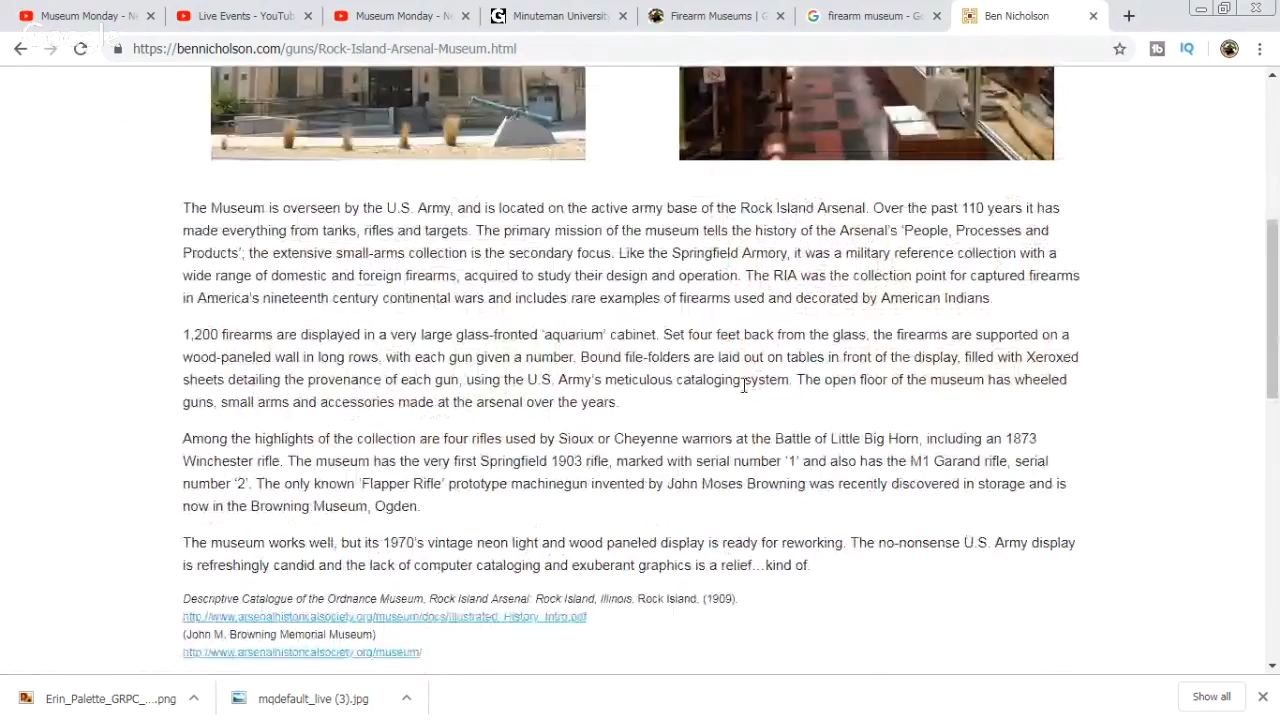 Museum Monday - Ne
Live Events - YouTube
Museum Monday - Ne
Minuteman University
Firearm Museums | G
firearm museum - Go
Ben Nicholson
Google
https://bennicholson.com/guns/Rock-Island-Arsenal-Museum.html
The Museum is overseen by the U.S. Army, and is located on the active army base of the Rock Island Arsenal. Over the past 110 years it has
made everything from tanks, rifles and targets. The primary mission of the museum tells the history of the Arsenal's 'People, Processes and
Products'; the extensive small-arms collection is the secondary focus. Like the Springfield Armory, it was a military reference collection with a
wide range of domestic and foreign firearms, acquired to study their design and operation. The RIA was the collection point for captured firearms
in America's nineteenth century continental wars and includes rare examples of firearms used and decorated by American Indians.
1,200 firearms are displayed in a very large glass-fronted 'aquarium' cabinet. Set four feet back from the glass, the firearms are supported on a
wood-paneled wall in long rows, with each gun given a number. Bound file-folders are laid out on tables in front of the display, filled with Xeroxed
sheets detailing the provenance of each gun, using the U.S. Army's meticulous cataloging system. The open floor of the museum has wheeled
guns, small arms and accessories made at the arsenal over the years.
Among the highlights of the collection are four rifles used by Sioux or Cheyenne warriors at the Battle of Little Big Horn, including an 1873
Winchester rifle. The museum has the very first Springfield 1903 rifle, marked with serial number '1' and also has the M1 Garand rifle, serial
number '2'. The only known 'Flapper Rifle' prototype machinegun invented by John Moses Browning was recently discovered in storage and is
now in the Browning Museum, Ogden.
The museum works well, but its 1970's vintage neon light and wood paneled display is ready for reworking. The no-nonsense U.S. Army display
is refreshingly candid and the lack of computer cataloging and exuberant graphics is a relief…kind of.
Descriptive Catalogue of the Ordnance Museum, Rock Island Arsenal: Rock Island, Illinois. Rock Island, (1909).
http://www.arsenalhistoricalsociety.org/museum/docs/Illustrated_History_Intro.pdf
(John M. Browning Memorial Museum)
http://www.arsenalhistoricalsociety.org/museum/
Erin_Palette_GRPC_....png
mqdefault_live (3).jpg
Show all